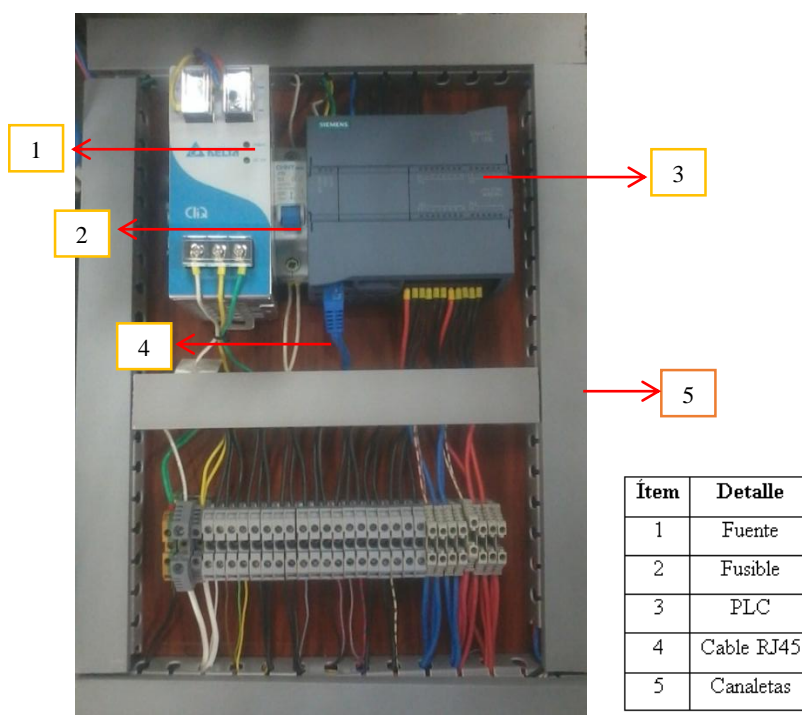 SIEMENS
DELTA
CliQ
1
2
3
4
5
Ítem Detalle
1 Fuente
2 Fusible
3 PLC
4 Cable RJ45
5 Canaletas